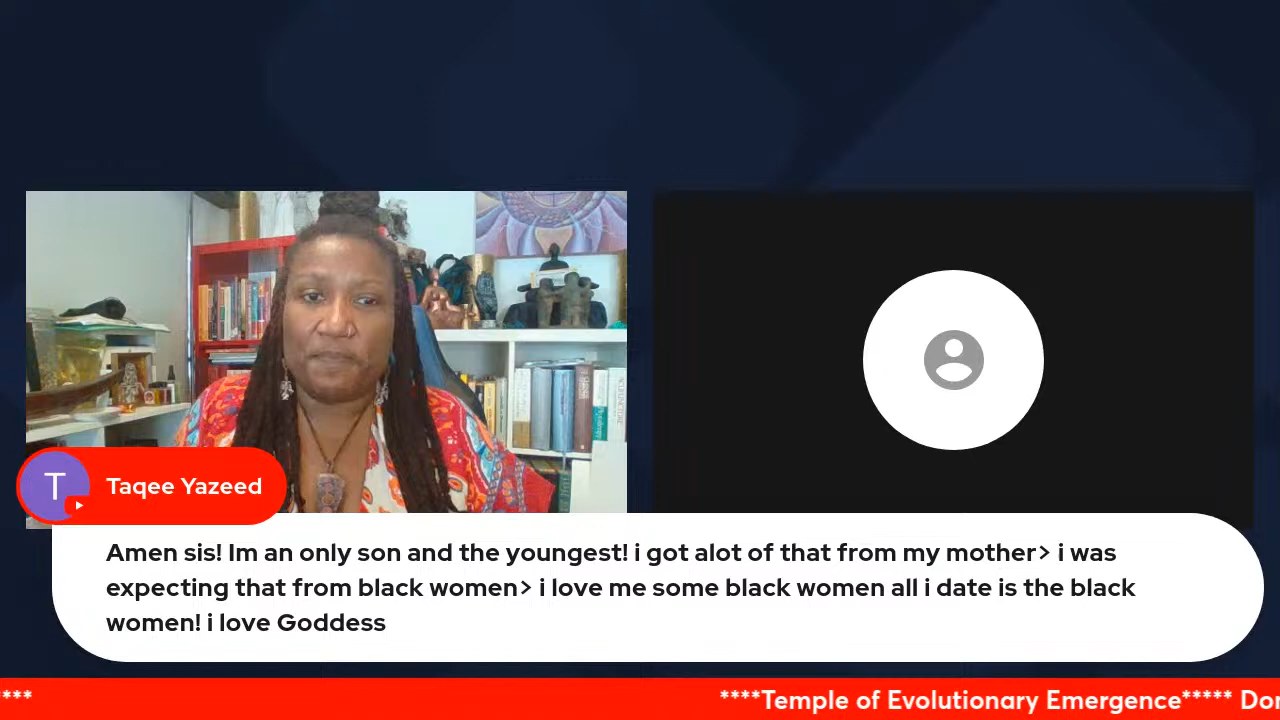 T
Taqee Yazeed
Amen sis! Im an only son and the youngest! i got alot of that from my mother> i was
expecting that from black women> i love me some black women all i date is the black
women! i love Goddess
**** ****Temple of Evolutionary Emergence***** Don